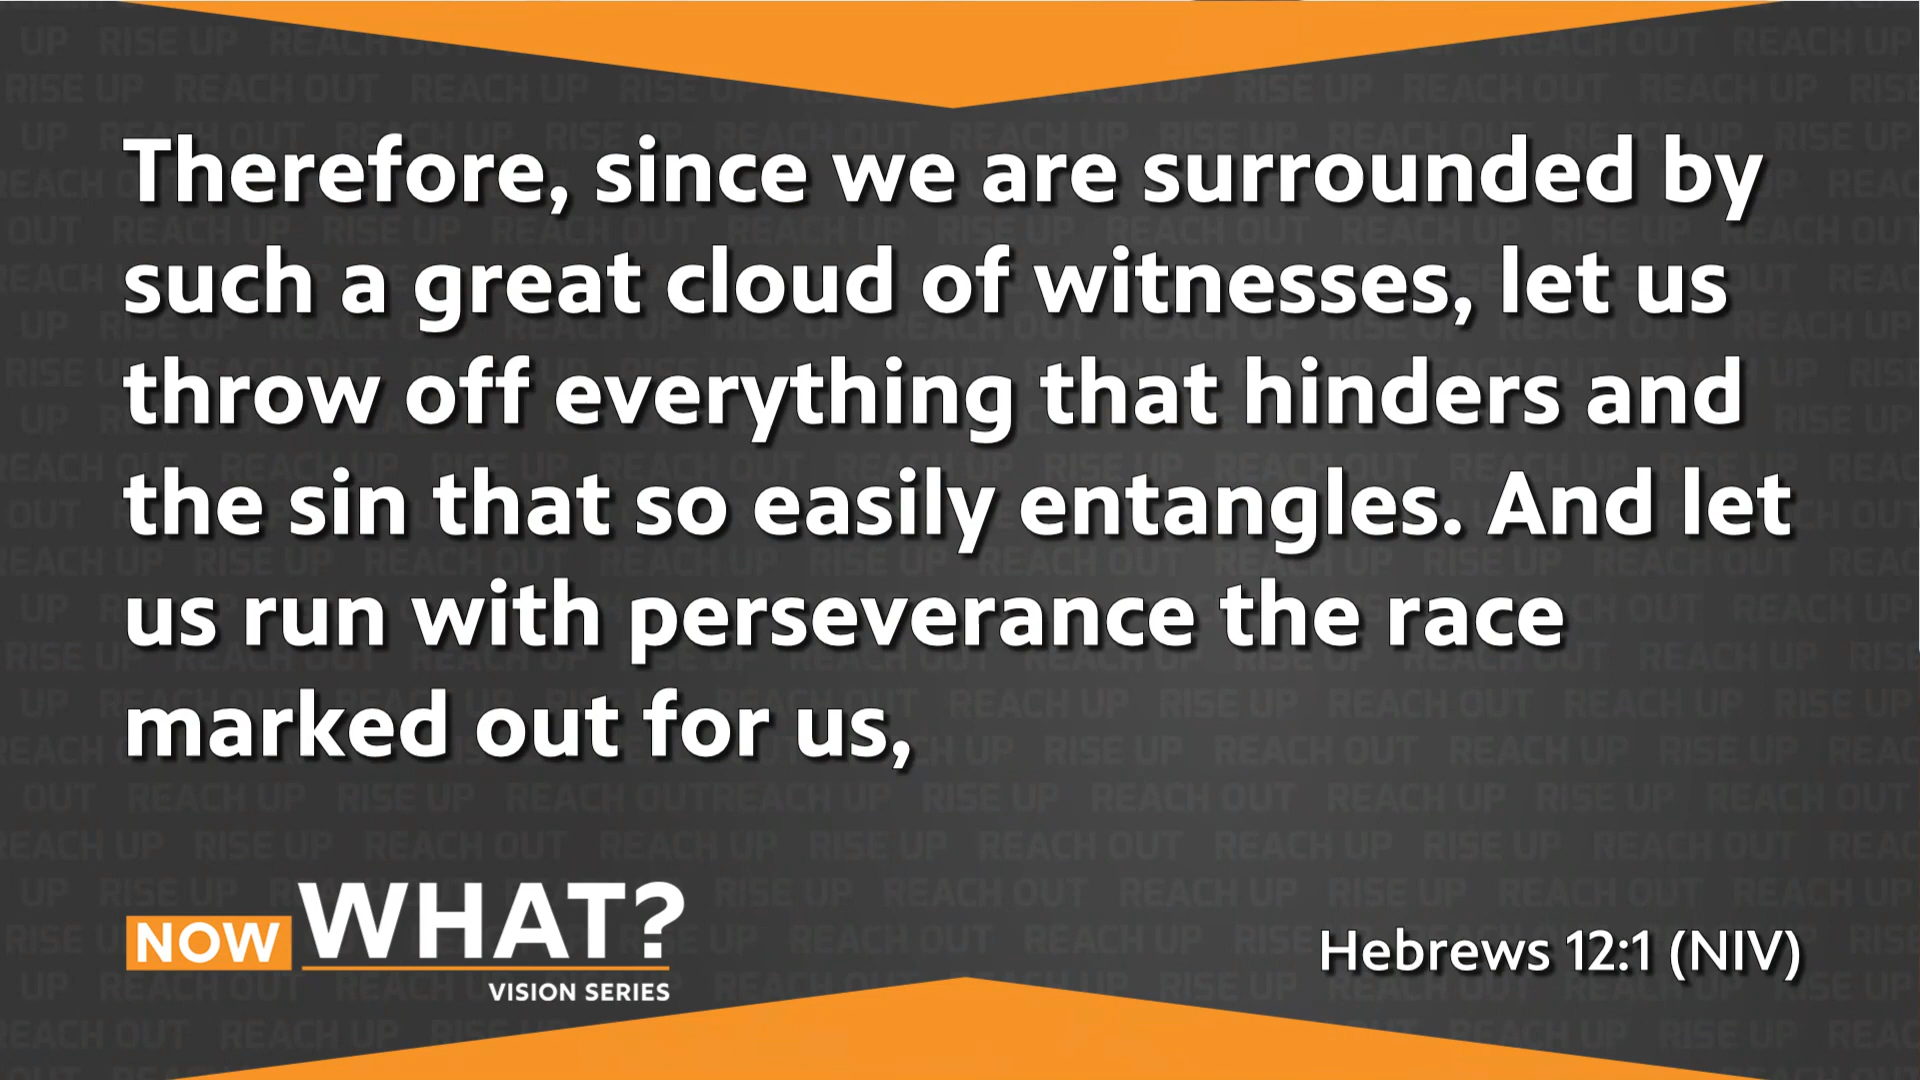 Therefore, since we are surrounded by
such a great cloud of witnesses, let us
throw off everything that hinders and
the sin that so easily entangles. And let
us run with perseverance the race
marked out for us,
NOW WHAT?
VISION SERIES
Hebrews 12:1 (NIV)